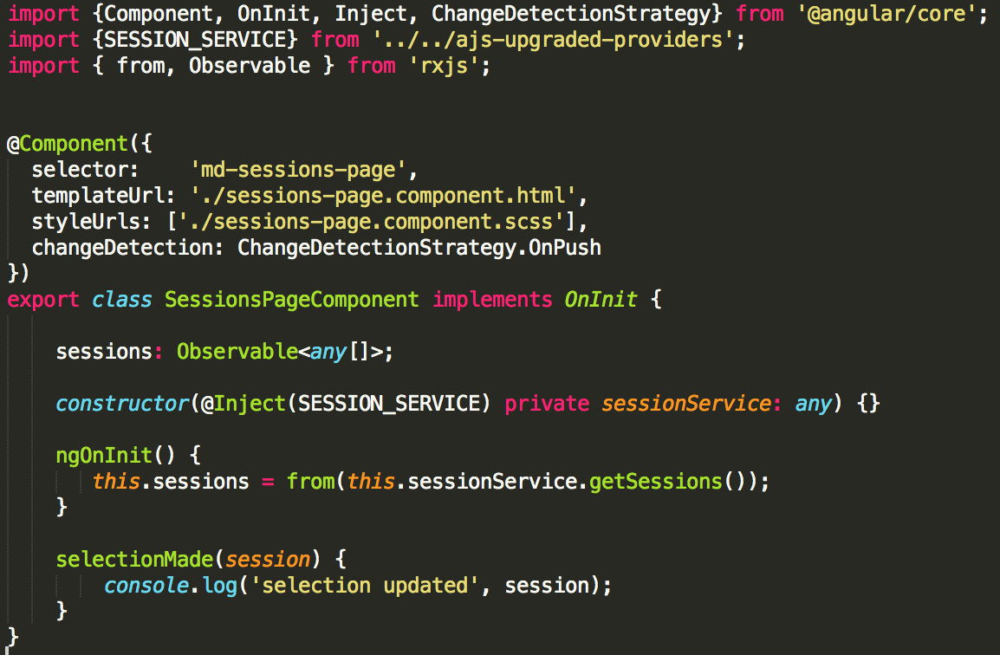 import {Component, OnInit, Inject, ChangeDetectionStrategy} from '@angular/core';
import {SESSION_SERVICE} from '../../ajs-upgraded-providers';
import { from, Observable } from 'rxjs';
@Component({
  selector:    'md-sessions-page',
  templateUrl: './sessions-page.component.html',
  styleUrls: ['./sessions-page.component.scss'],
  changeDetection: ChangeDetectionStrategy.OnPush
})
export class SessionsPageComponent implements OnInit {
    sessions: Observable<any[]>;
    constructor(@Inject(SESSION_SERVICE) private sessionService: any) {}
    ngOnInit() {
       this.sessions = from(this.sessionService.getSessions());
    }
    selectionMade(session) {
        console.log('selection updated', session);
    }
}